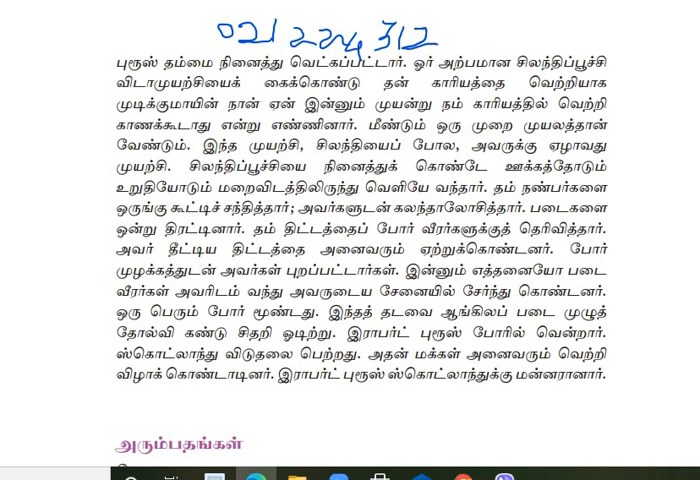 021 2274 312
புரூஸ் தம்மை நினைத்து வெட்கப்பட்டார். ஓர் அற்பமான சிலந்திப்பூச்சி
விடாமுயற்சியைக் கைக்கொண்டு தன் காரியத்தை வெற்றியாக
முடிக்குமாயின் நான் ஏன் இன்னும் முயன்று நம் காரியத்தில் வெற்றி
காணக்கூடாது என்று எண்ணினார். மீண்டும் ஒரு முறை முயலத்தான்
வேண்டும். இந்த முயற்சி, சிலந்தியைப் போல, அவருக்கு ஏழாவது
முயற்சி. சிலந்திப்பூச்சியை நினைத்துக் கொண்டே ஊக்கத்தோடும்
உறுதியோடும் மறைவிடத்திலிருந்து வெளியே வந்தார். தம் நண்பர்களை
ஒருங்கு கூட்டிச் சந்தித்தார்; அவர்களுடன் கலந்தாலோசித்தார். படைகளை
ஒன்று திரட்டினார். தம் திட்டத்தைப் போர் வீரர்களுக்குத் தெரிவித்தார்.
அவர் தீட்டிய திட்டத்தை அனைவரும் ஏற்றுக்கொண்டனர். போர்
முழக்கத்துடன் அவர்கள் புறப்பட்டார்கள். இன்னும் எத்தனையோ படை
வீரர்கள் அவரிடம் வந்து அவருடைய சேனையில் சேர்ந்து கொண்டனர்.
ஒரு பெரும் போர் மூண்டது. இந்தத் தடவை ஆங்கிலப் படை முழுத்
தோல்வி கண்டு சிதறி ஓடிற்று. இராபர்ட் புரூஸ் போரில் வென்றார்.
ஸ்கொட்லாந்து விடுதலை பெற்றது. அதன் மக்கள் அனைவரும் வெற்றி
விழாக் கொண்டாடினர். இராபர்ட் புரூஸ் ஸ்கொட்லாந்துக்கு மன்னரானார்.
அரும்பதங்கள்